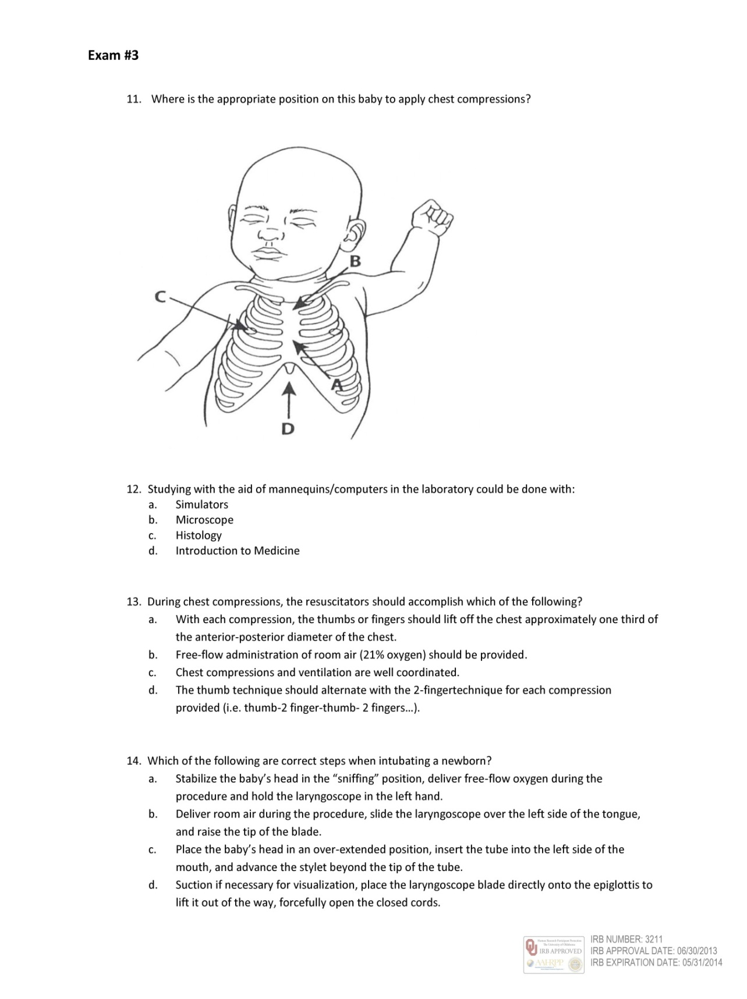 Exam #3
11. Where is the appropriate position on this baby to apply chest compressions?
B
C
A
D
12. Studying with the aid of mannequins/computers in the laboratory could be done with:
a. Simulators
b. Microscope
c. Histology
d. Introduction to Medicine
13. During chest compressions, the resuscitators should accomplish which of the following?
a. With each compression, the thumbs or fingers should lift off the chest approximately one third of
the anterior-posterior diameter of the chest.
b. Free-flow administration of room air (21% oxygen) should be provided.
c. Chest compressions and ventilation are well coordinated.
d. The thumb technique should alternate with the 2-fingertechnique for each compression
provided (i.e. thumb-2 finger-thumb- 2 fingers...).
14. Which of the following are correct steps when intubating a newborn?
a. Stabilize the baby's head in the “sniffing” position, deliver free-flow oxygen during the
procedure and hold the laryngoscope in the left hand.
b. Deliver room air during the procedure, slide the laryngoscope over the left side of the tongue,
and raise the tip of the blade.
c. Place the baby's head in an over-extended position, insert the tube into the left side of the
mouth, and advance the stylet beyond the tip of the tube.
d. Suction if necessary for visualization, place the laryngoscope blade directly onto the epiglottis to
lift it out of the way, forcefully open the closed cords.
IRB APPROVED
AAHRPP
IRB NUMBER: 3211
IRB APPROVAL DATE: 06/30/2013
IRB EXPIRATION DATE: 05/31/2014